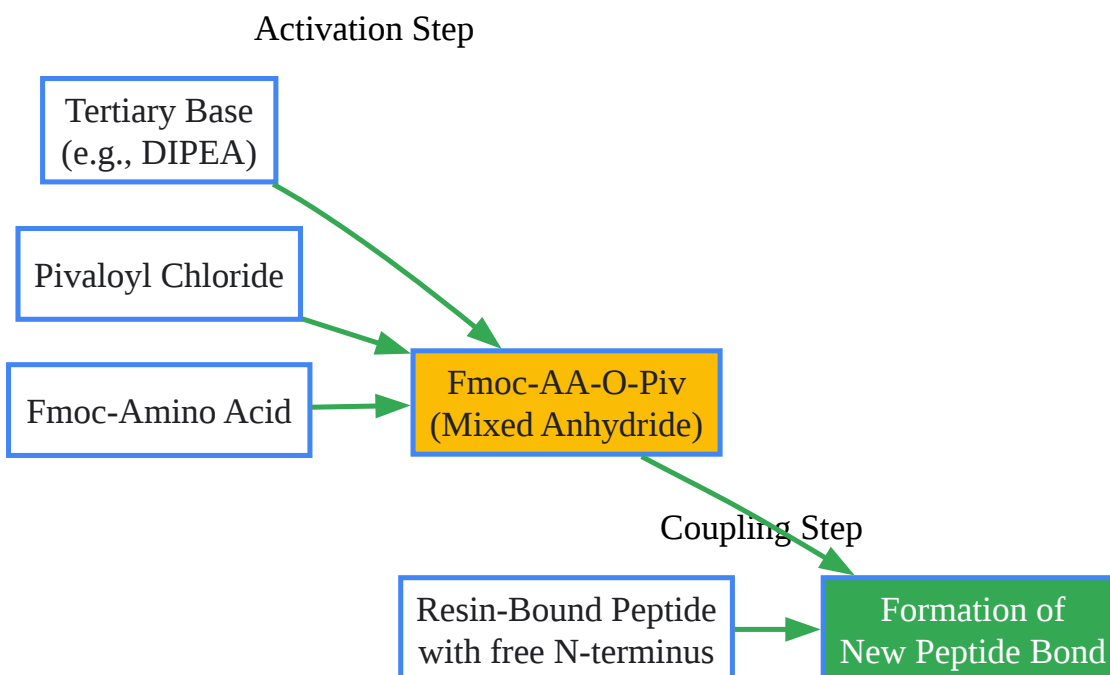 Activation Step
Tertiary Base
(e.g., DIPEA)
Pivaloyl Chloride
Fmoc-Amino Acid
Fmoc-AA-O-Piv
(Mixed Anhydride)
Coupling Step
Resin-Bound Peptide
with free N-terminus
Formation of
New Peptide Bond